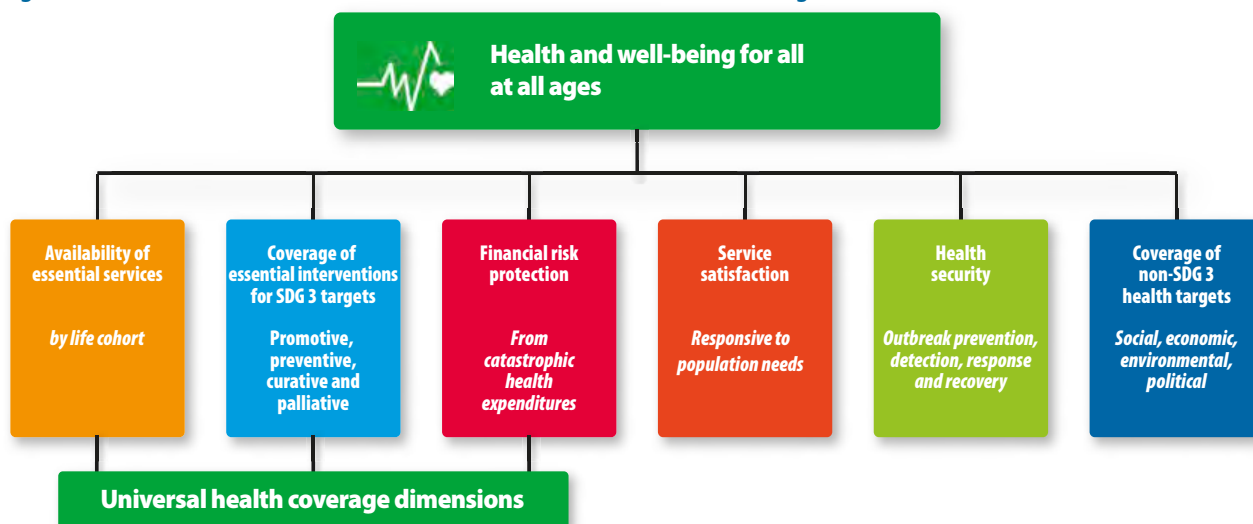 Health and well-being for all
at all ages
Availability of
essential services
by life cohort
Coverage of
essential interventions
for SDG 3 targets
Promotive,
preventive,
curative and
palliative
Financial risk
protection
From
catastrophic
health
expenditures
Service
satisfaction
Responsive to
population needs
Health
security
Outbreak prevention,
detection, response
and recovery
Coverage of
non-SDG 3
health targets
Social, economic,
environmental,
political
Universal health coverage dimensions